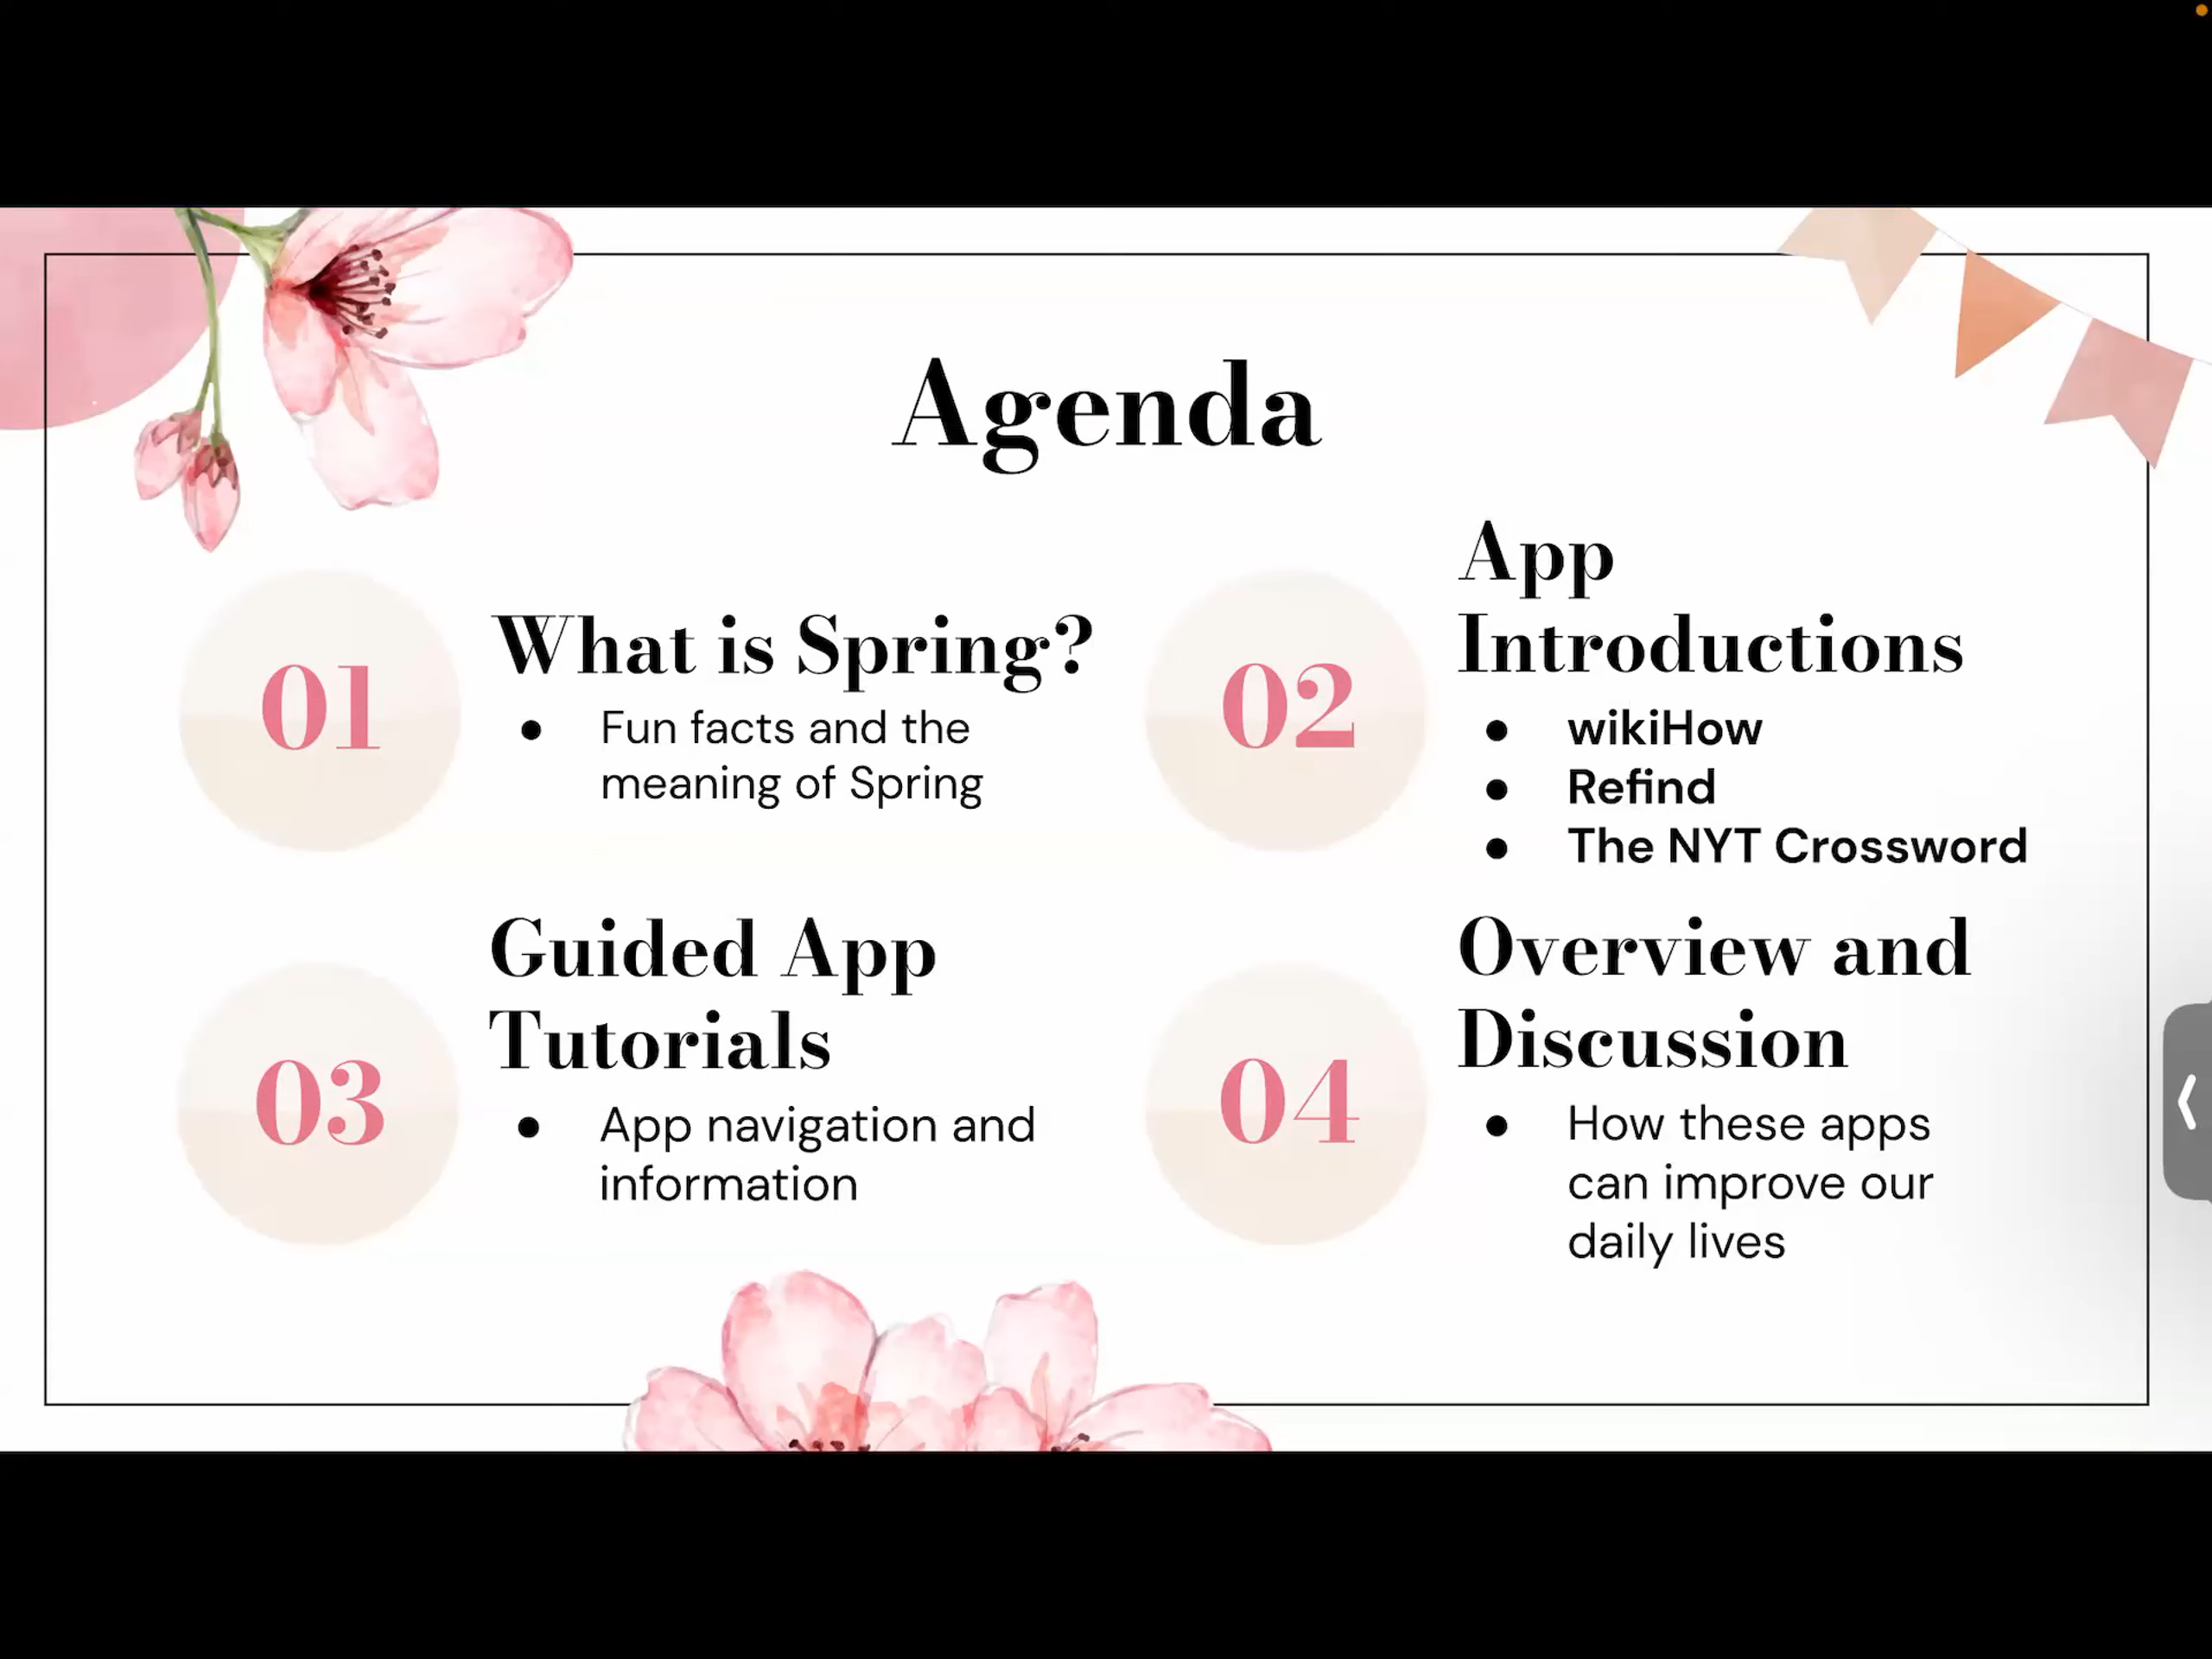 Agenda
01
What is Spring?
● Fun facts and the
meaning of Spring
02
App
Introductions
● wikiHow
● Refind
● The NYT Crossword
03
Guided App
Tutorials
● App navigation and
information
04
Overview and
Discussion
● How these apps
can improve our
daily lives